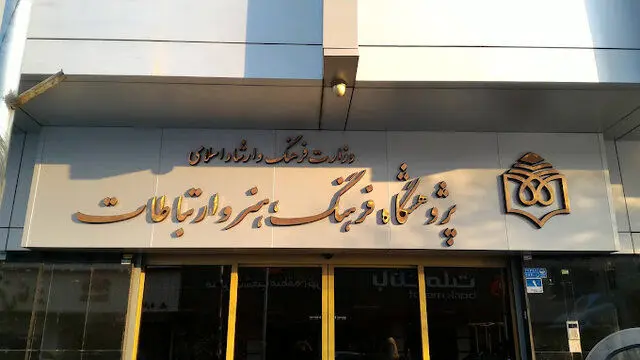 وزارت فرهنگ و ارشاد اسلامی
پژوهشگاه فرهنگ، هنر و ارتباطات